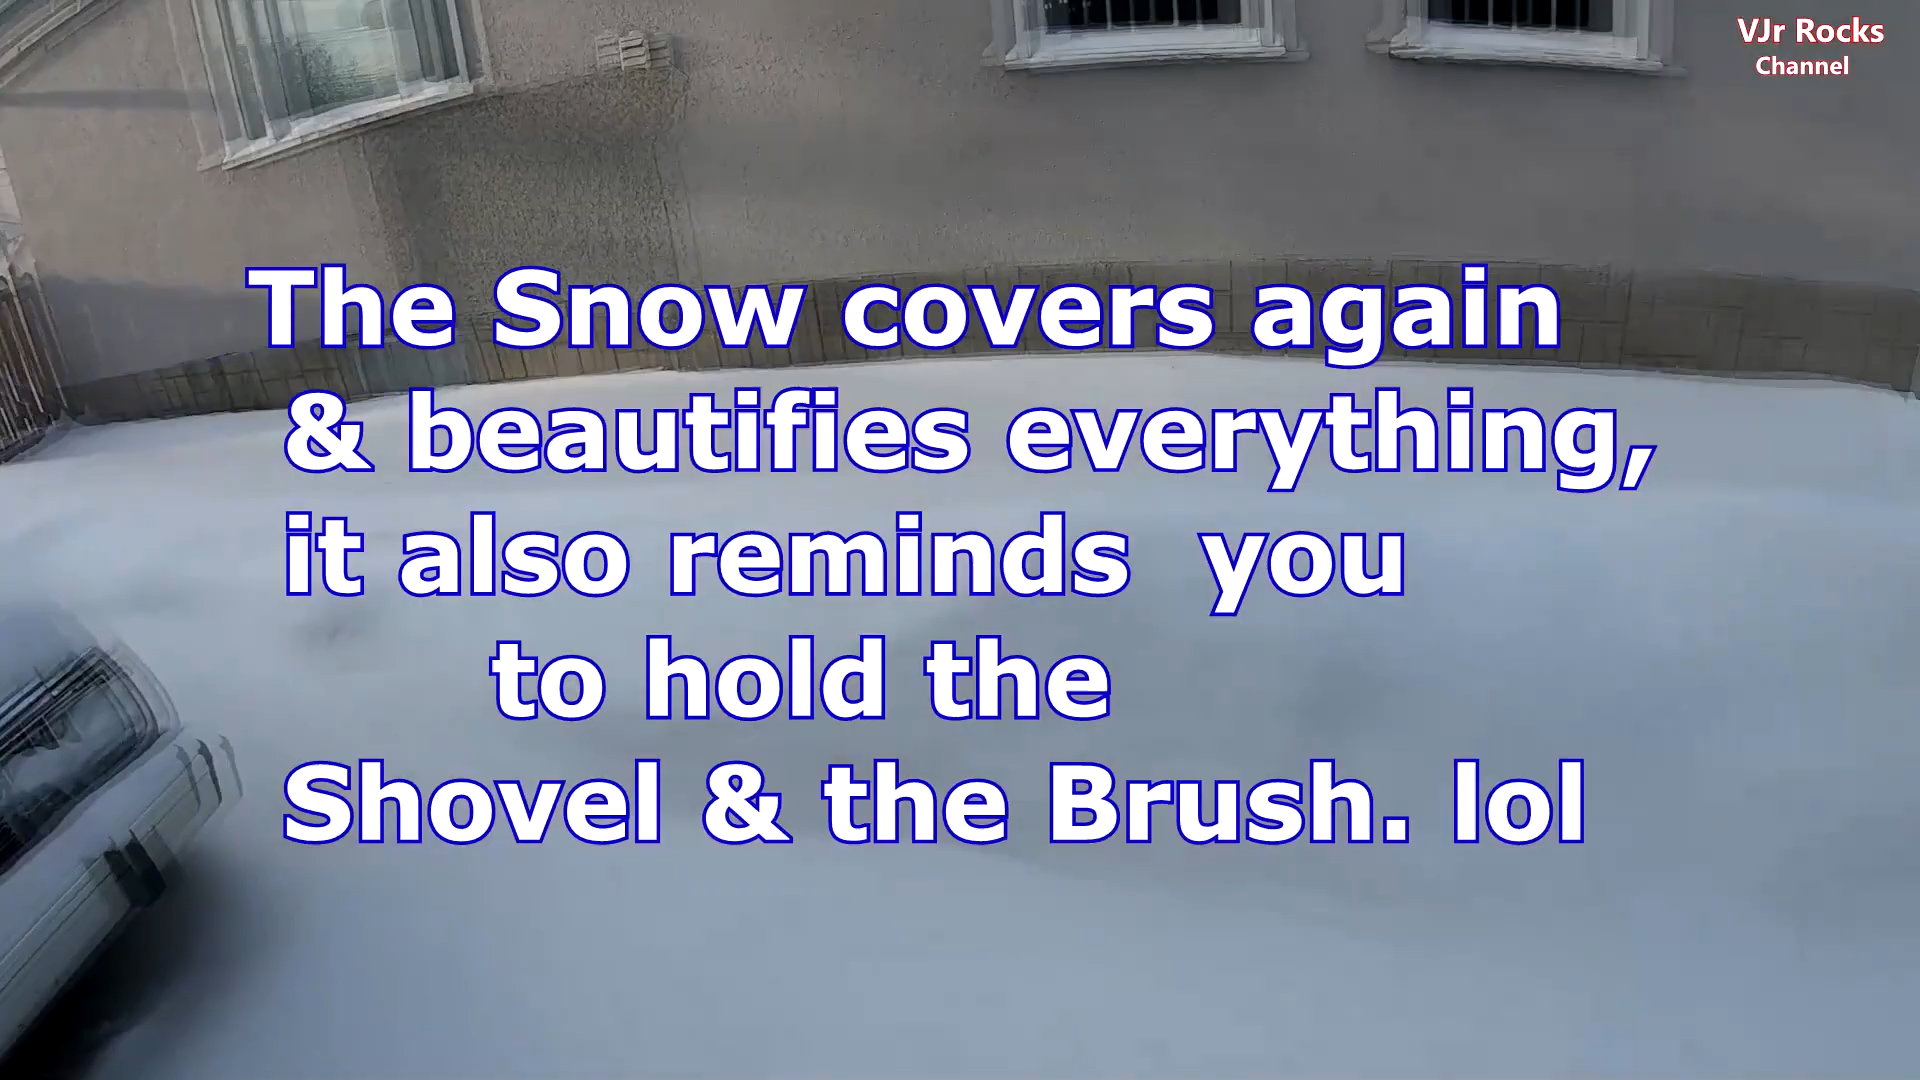 VJr Rocks
Channel
The Snow covers again
& beautifies everything,
it also reminds  you
to hold the
Shovel & the Brush. lol